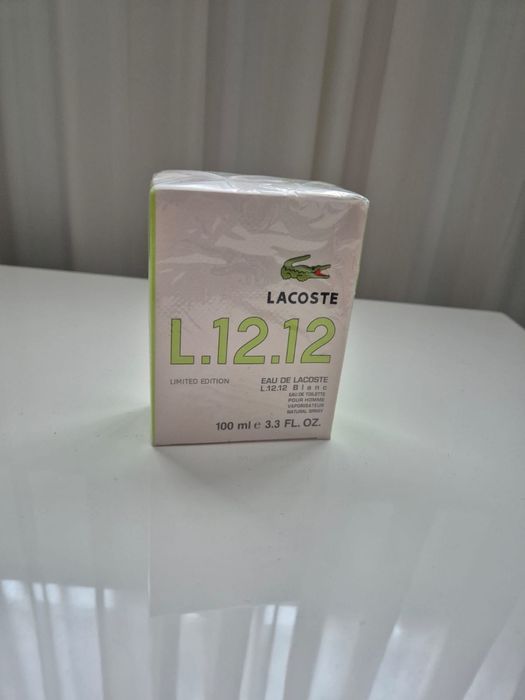 LACOSTE
L.12.12
LIMITED EDITION
EAU DE LACOSTE
L.12.12 Blanc
EAU DE TOILETTE
POUR HOMME
VAPORISATEUR
NATURAL SPRAY
100 ml e 3.3 FL. OZ.